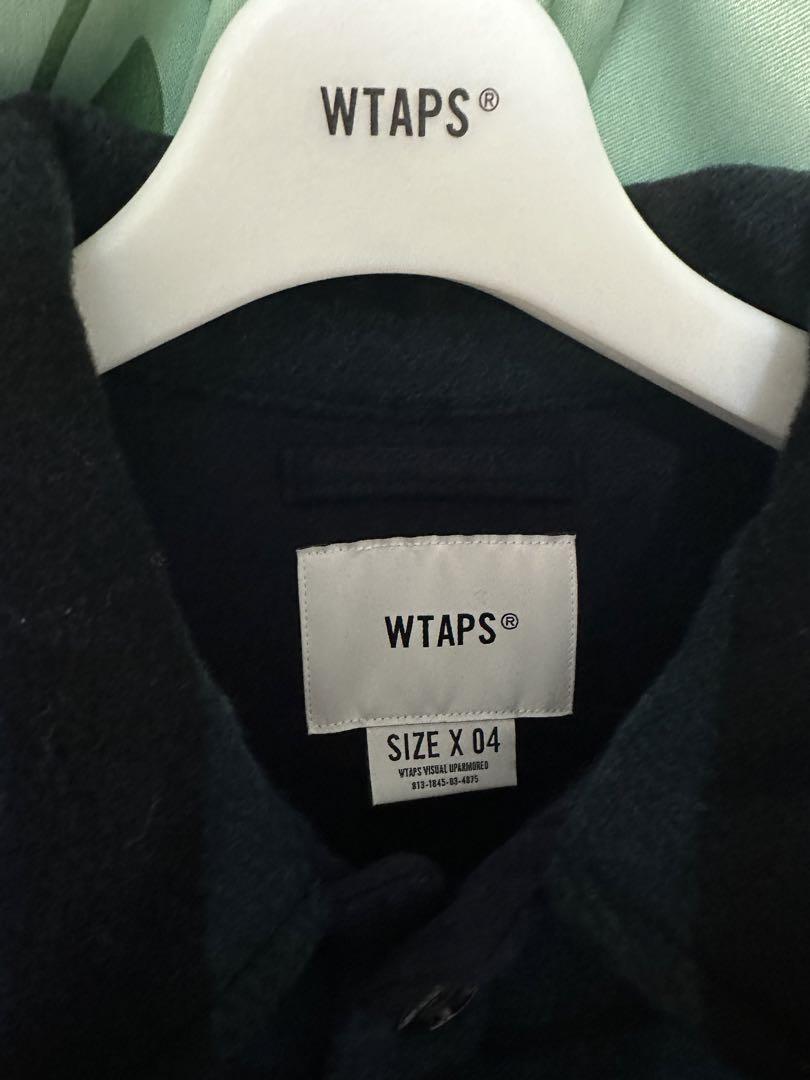 WTAPS®
WTAPS®
SIZE X 04
WTAPS VISUAL UPARMORED
813-1845-03-4875